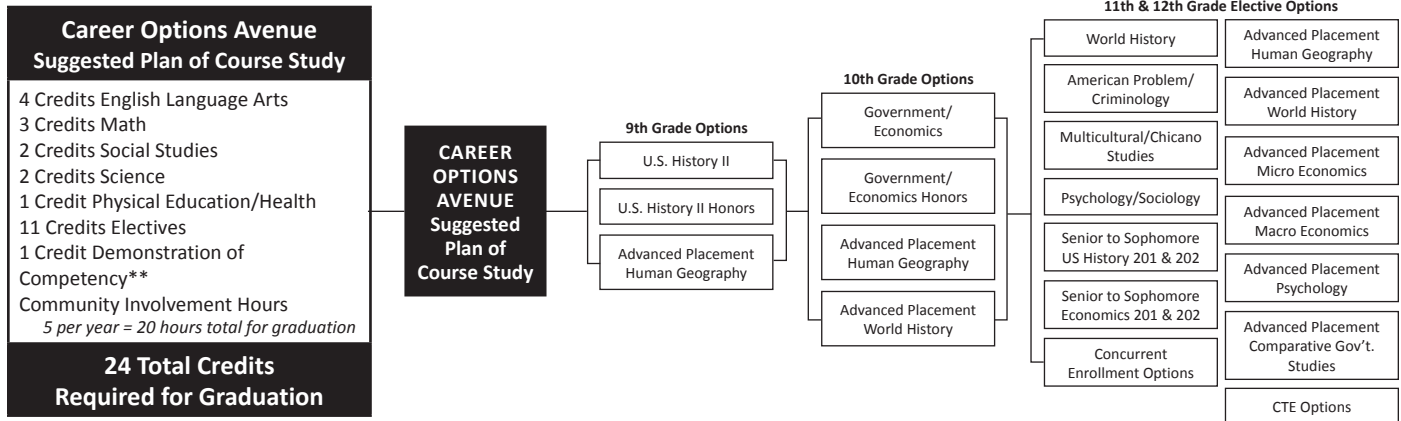 Career Options Avenue
Suggested Plan of Course Study
4 Credits English Language Arts
3 Credits Math
2 Credits Social Studies
2 Credits Science
1 Credit Physical Education/Health
11 Credits Electives
1 Credit Demonstration of
Competency**
Community Involvement Hours
5 per year = 20 hours total for graduation
24 Total Credits
Required for Graduation
CAREER
OPTIONS
AVENUE
Suggested
Plan of
Course Study
9th Grade Options
U.S. History II
U.S. History II Honors
Advanced Placement
Human Geography
10th Grade Options
Government/
Economics
Government/
Economics Honors
Advanced Placement
Human Geography
Advanced Placement
World History
11th & 12th Grade Elective Options
World History
American Problem/
Criminology
Multicultural/Chicano
Studies
Psychology/Sociology
Senior to Sophomore
US History 201 & 202
Senior to Sophomore
Economics 201 & 202
Concurrent
Enrollment Options
Advanced Placement
Human Geography
Advanced Placement
World History
Advanced Placement
Micro Economics
Advanced Placement
Macro Economics
Advanced Placement
Psychology
Advanced Placement
Comparative Gov't.
Studies
CTE Options